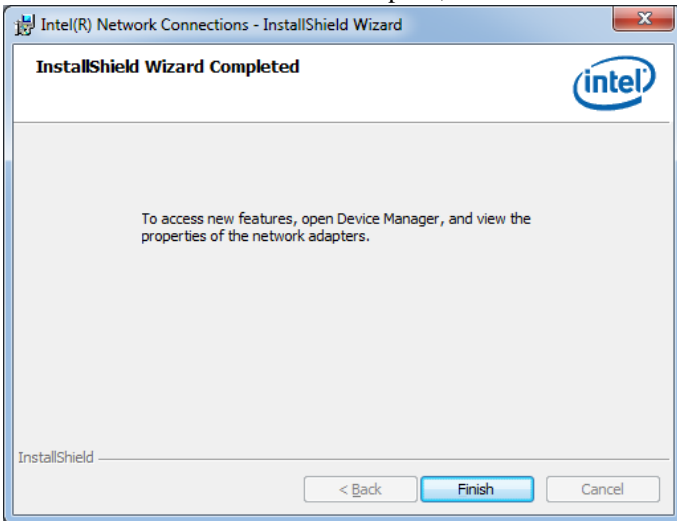 Intel(R) Network Connections - InstallShield Wizard
InstallShield Wizard Completed
intel
To access new features, open Device Manager, and view the
properties of the network adapters.
InstallShield
< Back
Finish
Cancel